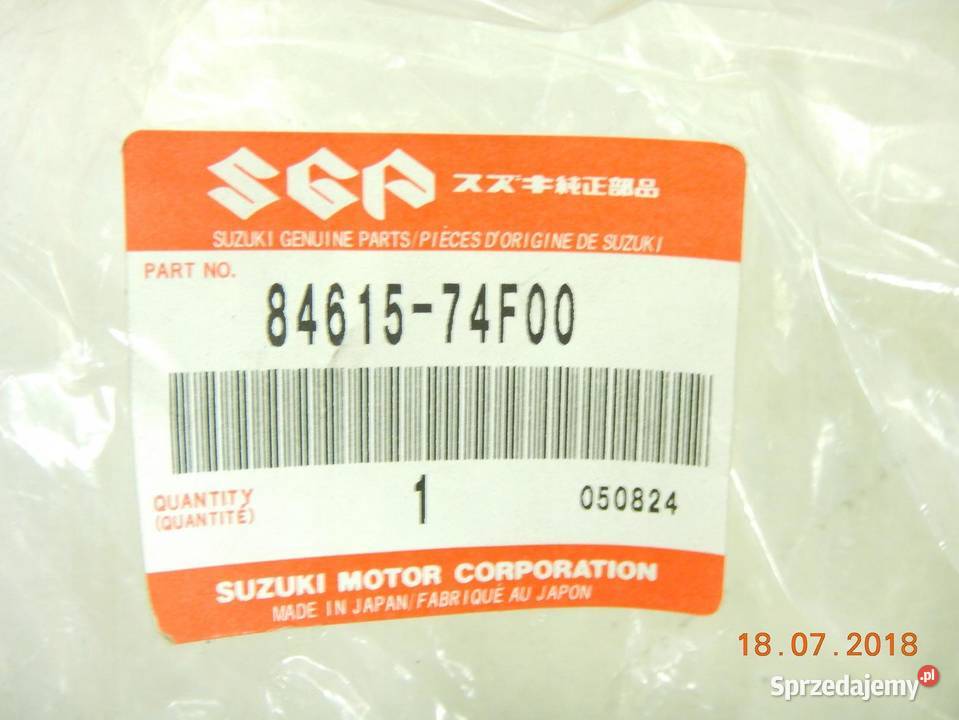 SGP スズキ純正部品
SUZUKI GENUINE PARTS/PIÈCES D'ORIGINE DE SUZUKI
PART NO.
84615-74F00
QUANTITY
(QUANTITÉ)
1
050824
SUZUKI MOTOR CORPORATION
MADE IN JAPAN/FABRIQUÉ AU JAPON
18.07.2018
Sprzedajemy.pl